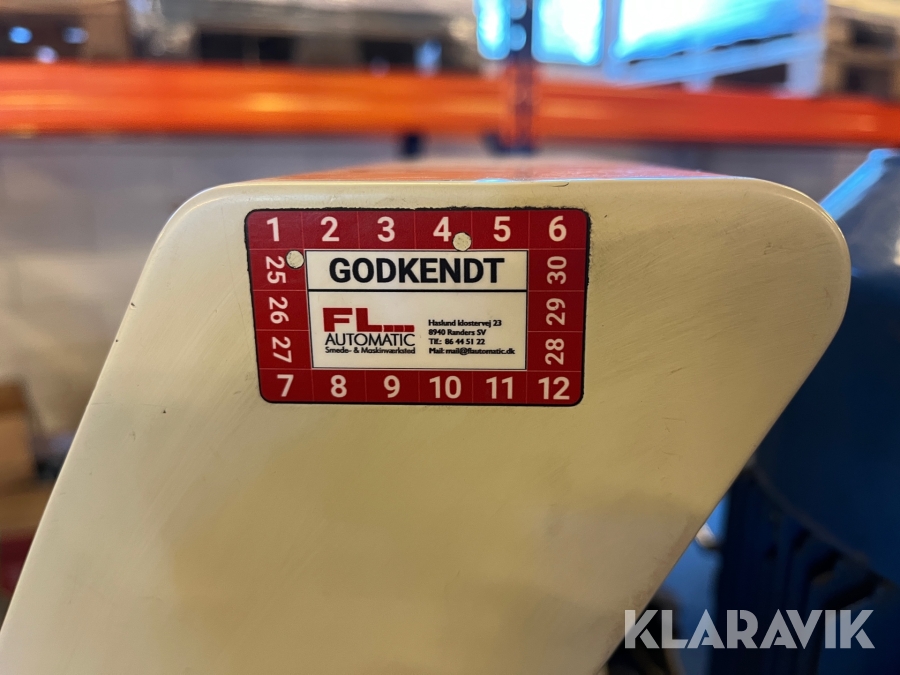 1 2 3 4 5 6
25 GODKENDT 30
26 FL... 29
AUTOMATIC
Smede- & Maskinværksted
Haslund klostervej 23
8940 Randers SV
Tlf.: 86 44 51 22
Mail: mail@flautomatic.dk
27 28
7 8 9 10 11 12
KLARAVIK